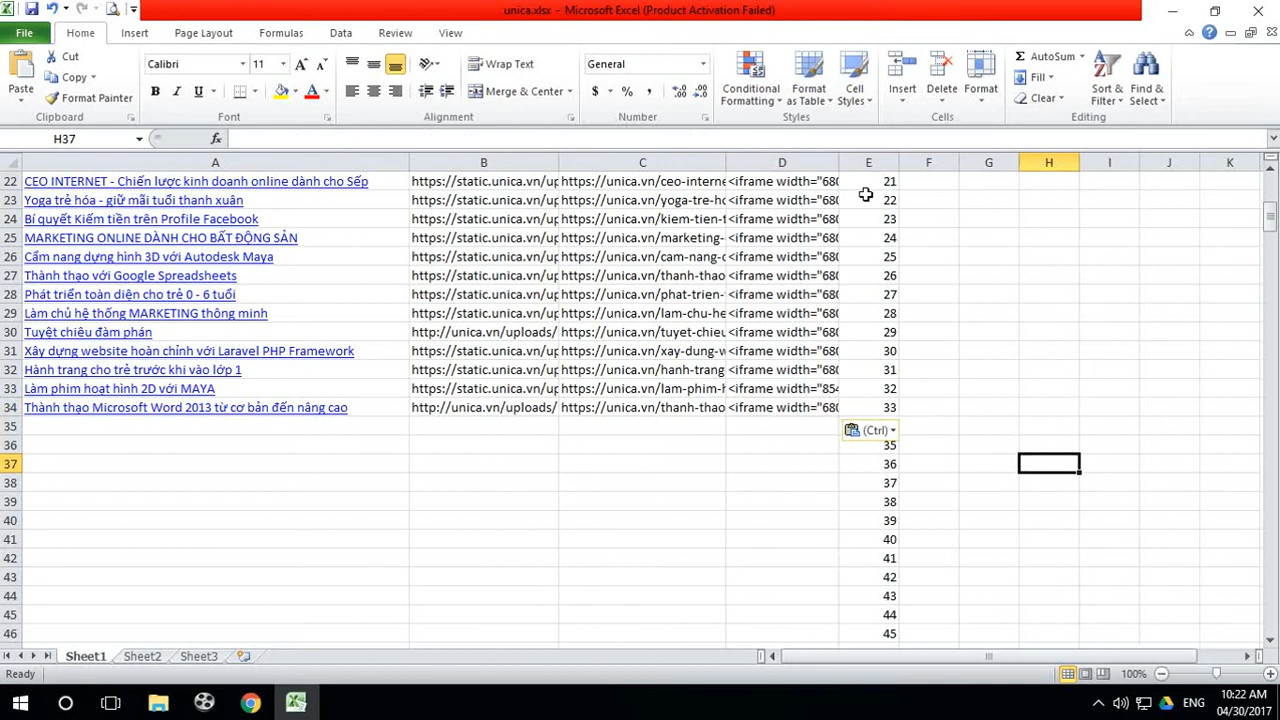 unica.xlsx - Microsoft Excel (Product Activation Failed)
File Home Insert Page Layout Formulas Data Review View
Paste Cut Copy Format Painter Clipboard
Calibri 11 B I U A A A Font
Wrap Text Merge & Center Alignment
General $ % , Number
Conditional Formatting Format as Table Cell Styles Styles
Insert Delete Format Cells
Σ AutoSum Fill Clear Sort & Filter Find & Select Editing
H37 fx
A B C D E F G H I J K
22 CEO INTERNET - Chiến lược kinh doanh online dành cho Sếp https://static.unica.vn/up https://unica.vn/ceo-interne <iframe width="680 21
23 Yoga trẻ hóa - giữ mãi tuổi thanh xuân https://static.unica.vn/up https://unica.vn/yoga-tre-ho <iframe width="680 22
24 Bí quyết Kiếm tiền trên Profile Facebook https://static.unica.vn/up https://unica.vn/kiem-tien-t <iframe width="680 23
25 MARKETING ONLINE DÀNH CHO BẤT ĐỘNG SẢN https://static.unica.vn/up https://unica.vn/marketing- <iframe width="680 24
26 Cẩm nang dựng hình 3D với Autodesk Maya https://static.unica.vn/up https://unica.vn/cam-nang-d <iframe width="680 25
27 Thành thạo với Google Spreadsheets https://static.unica.vn/up https://unica.vn/thanh-thao <iframe width="680 26
28 Phát triển toàn diện cho trẻ 0 - 6 tuổi https://static.unica.vn/up https://unica.vn/phat-trien- <iframe width="680 27
29 Làm chủ hệ thống MARKETING thông minh https://static.unica.vn/up https://unica.vn/lam-chu-he <iframe width="680 28
30 Tuyệt chiêu đàm phán http://unica.vn/uploads/ https://unica.vn/tuyet-chieu <iframe width="680 29
31 Xây dựng website hoàn chỉnh với Laravel PHP Framework https://static.unica.vn/up https://unica.vn/xay-dung-w <iframe width="680 30
32 Hành trang cho trẻ trước khi vào lớp 1 https://static.unica.vn/up https://unica.vn/hanh-trang <iframe width="680 31
33 Làm phim hoạt hình 2D với MAYA https://static.unica.vn/up https://unica.vn/lam-phim-h <iframe width="854 32
34 Thành thạo Microsoft Word 2013 từ cơ bản đến nâng cao http://unica.vn/uploads/ https://unica.vn/thanh-thao <iframe width="680 33
35 (Ctrl)
36 35
37 36
38 37
39 38
40 39
41 40
42 41
43 42
44 43
45 44
46 45
Sheet1 Sheet2 Sheet3
Ready 100%
ENG 10:22 AM
04/30/2017